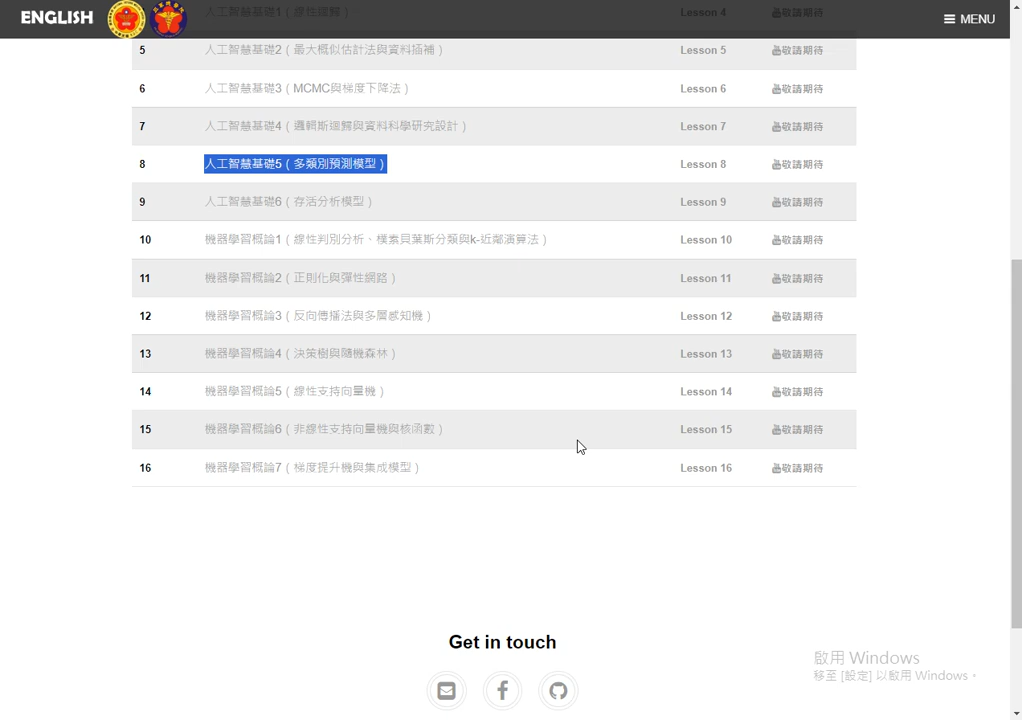 ENGLISH
MENU
4 人工智慧基礎1（線性迴歸） Lesson 4 敬請期待
5 人工智慧基礎2（最大概似估計法與資料插補） Lesson 5 敬請期待
6 人工智慧基礎3（MCMC與梯度下降法） Lesson 6 敬請期待
7 人工智慧基礎4（邏輯斯迴歸與資料科學研究設計） Lesson 7 敬請期待
8 人工智慧基礎5（多類別預測模型） Lesson 8 敬請期待
9 人工智慧基礎6（存活分析模型） Lesson 9 敬請期待
10 機器學習概論1（線性判別分析、樸素貝葉斯分類與k-近鄰演算法） Lesson 10 敬請期待
11 機器學習概論2（正則化與彈性網路） Lesson 11 敬請期待
12 機器學習概論3（反向傳播法與多層感知機） Lesson 12 敬請期待
13 機器學習概論4（決策樹與隨機森林） Lesson 13 敬請期待
14 機器學習概論5（線性支持向量機） Lesson 14 敬請期待
15 機器學習概論6（非線性支持向量機與核函數） Lesson 15 敬請期待
16 機器學習概論7（梯度提升機與集成模型） Lesson 16 敬請期待
Get in touch
啟用 Windows
移至 [設定] 以啟用 Windows。